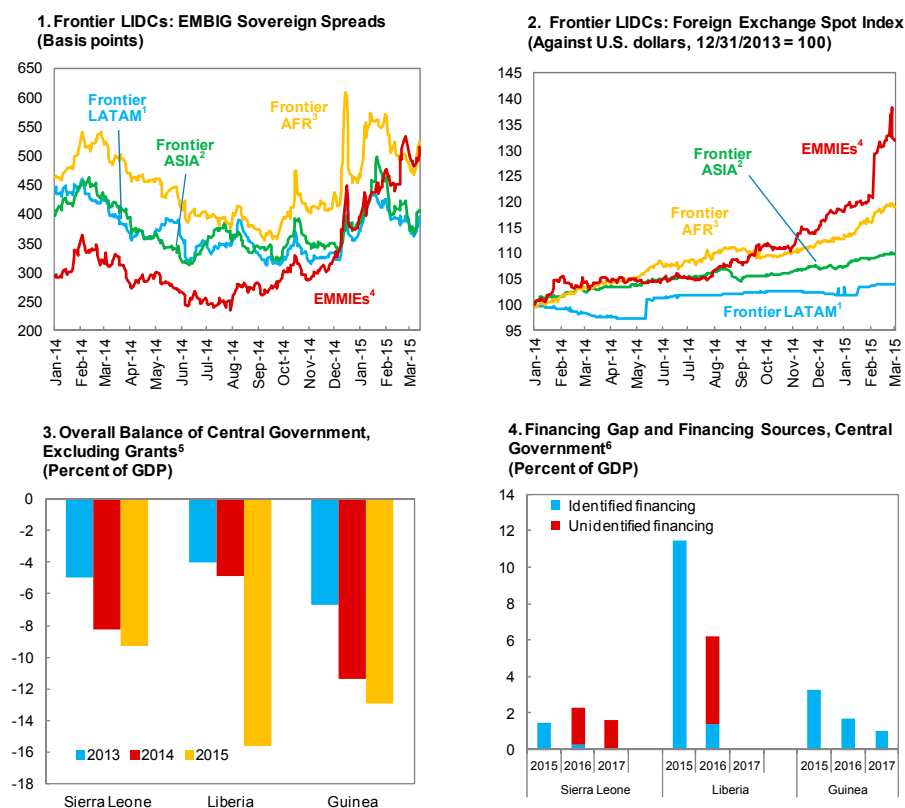 1. Frontier LIDCs: EMBIG Sovereign Spreads
(Basis points)
650
600
550
500
450
400
350
300
250
200
Frontier
LATAM¹
Frontier
ASIA²
Frontier
AFR³
EMMIEs⁴
Jan-14
Feb-14
Mar-14
Apr-14
May-14
Jun-14
Jul-14
Aug-14
Sep-14
Oct-14
Nov-14
Dec-14
Jan-15
Feb-15
Mar-15
2. Frontier LIDCs: Foreign Exchange Spot Index
(Against U.S. dollars, 12/31/2013 = 100)
145
140
135
130
125
120
115
110
105
100
95
EMMIEs⁴
Frontier
ASIA²
Frontier
AFR³
Frontier LATAM¹
Jan-14
Feb-14
Mar-14
Apr-14
May-14
Jun-14
Jul-14
Aug-14
Sep-14
Oct-14
Nov-14
Dec-14
Jan-15
Feb-15
Mar-15
3. Overall Balance of Central Government,
Excluding Grants⁵
(Percent of GDP)
0
-2
-4
-6
-8
-10
-12
-14
-16
-18
2013 2014 2015
Sierra Leone Liberia Guinea
4. Financing Gap and Financing Sources, Central
Government⁶
(Percent of GDP)
14
12
10
8
6
4
2
0
Identified financing
Unidentified financing
2015 2016 2017 2015 2016 2017 2015 2016 2017
Sierra Leone Liberia Guinea